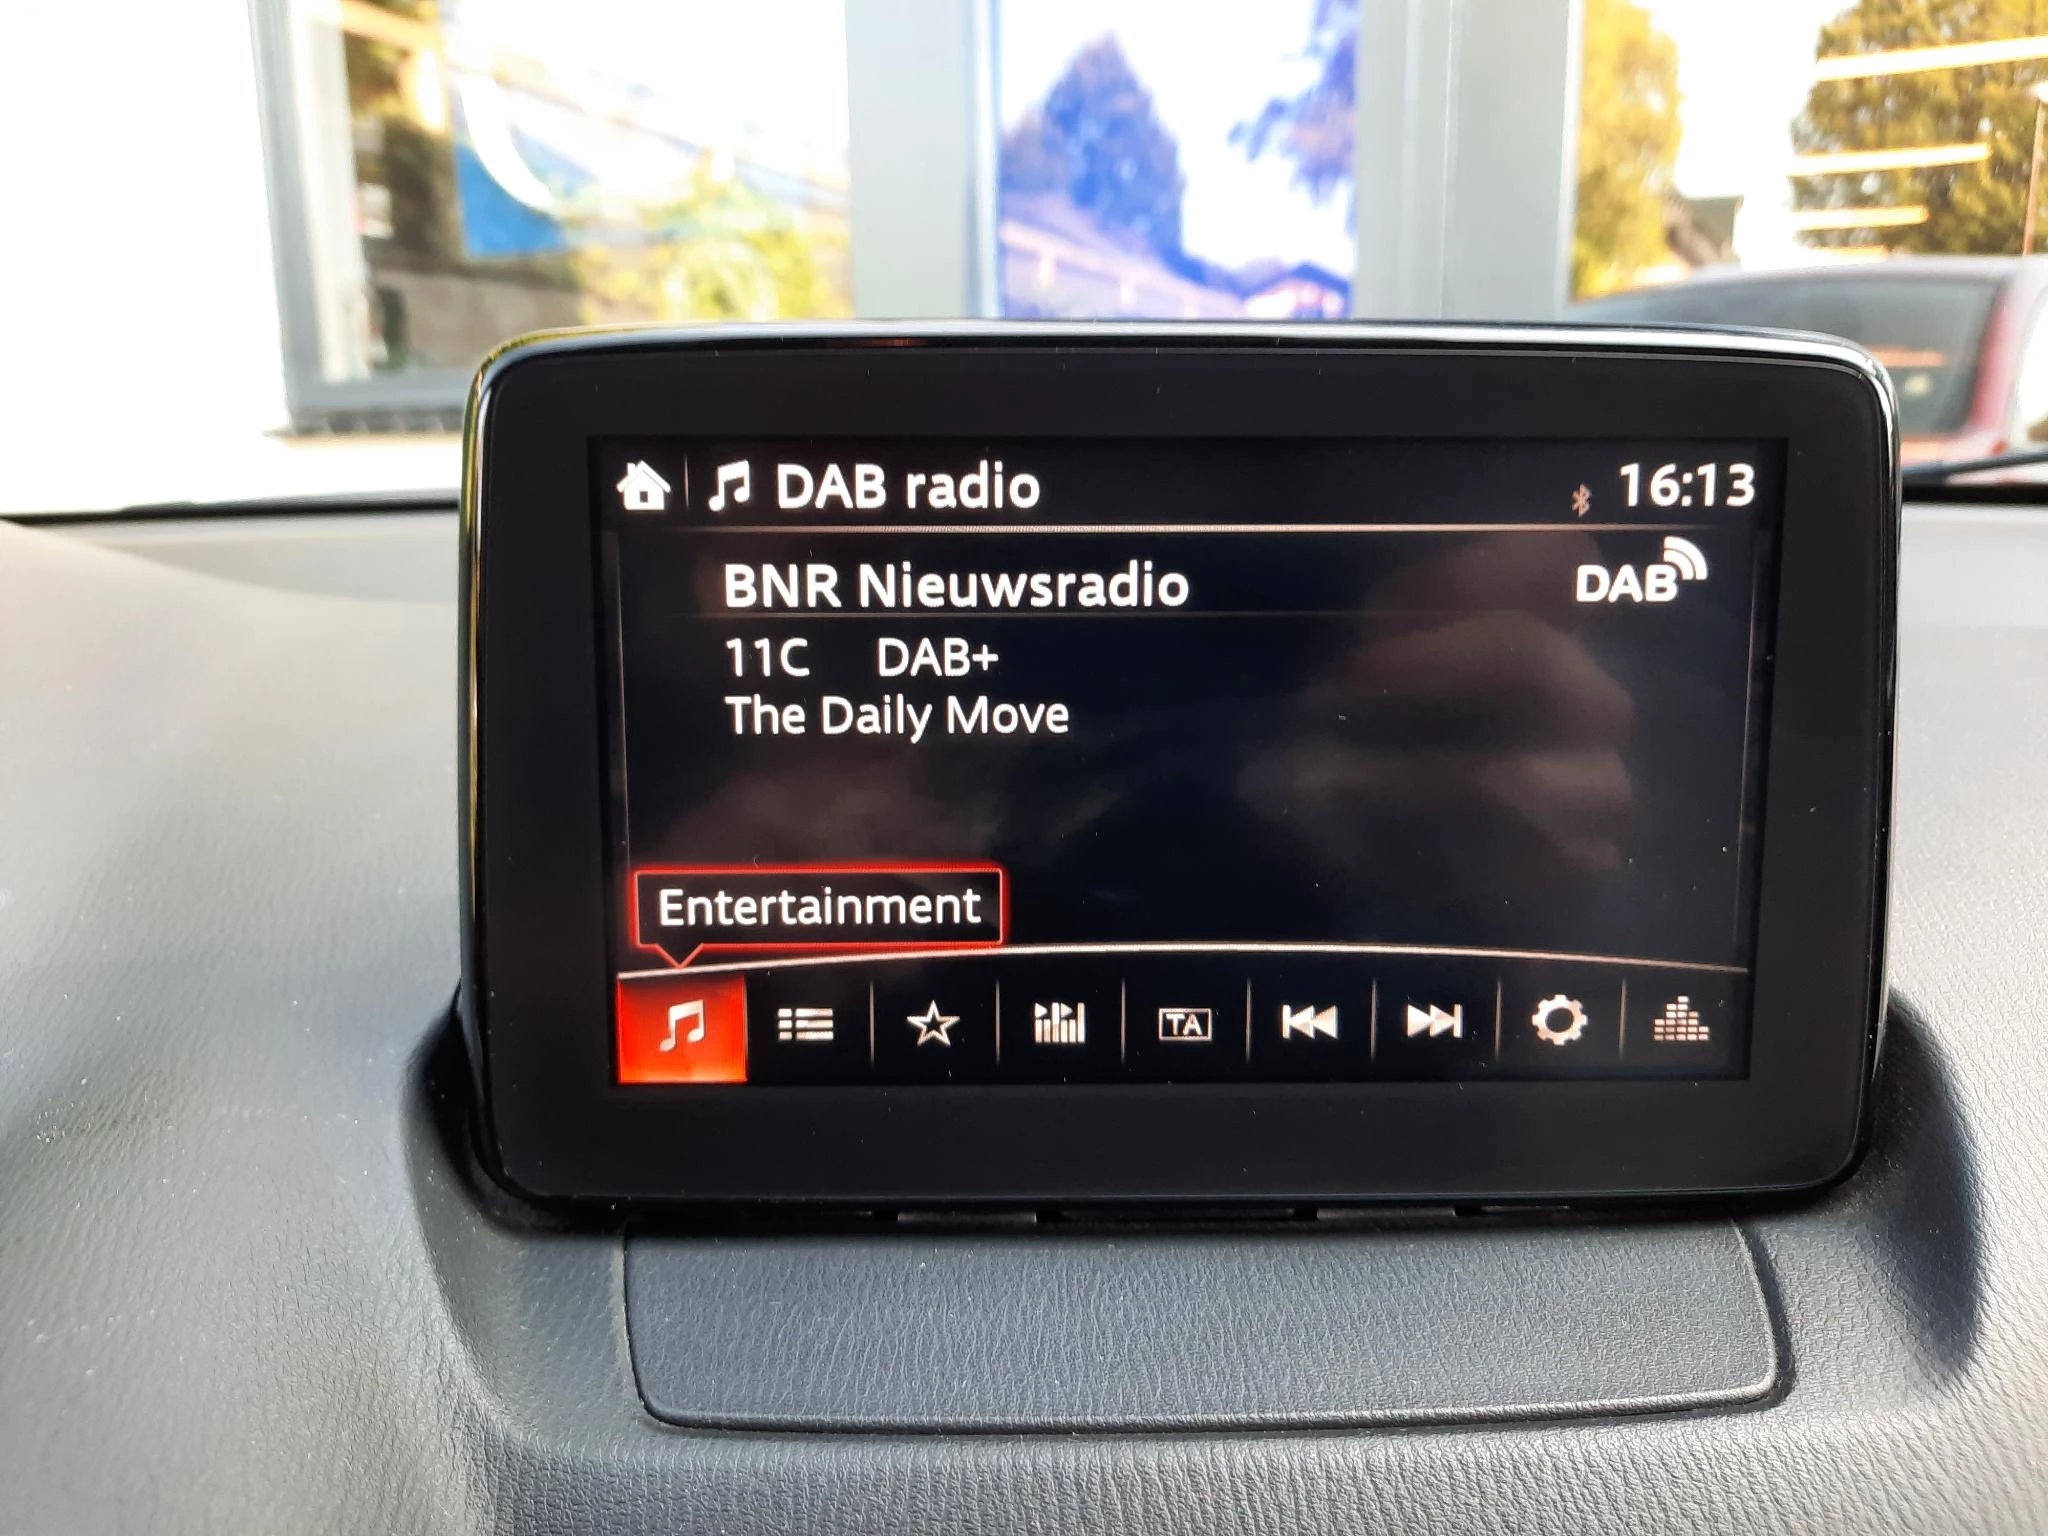 DAB radio 16:13
BNR Nieuwsradio DAB
11C DAB+
The Daily Move
Entertainment
TA